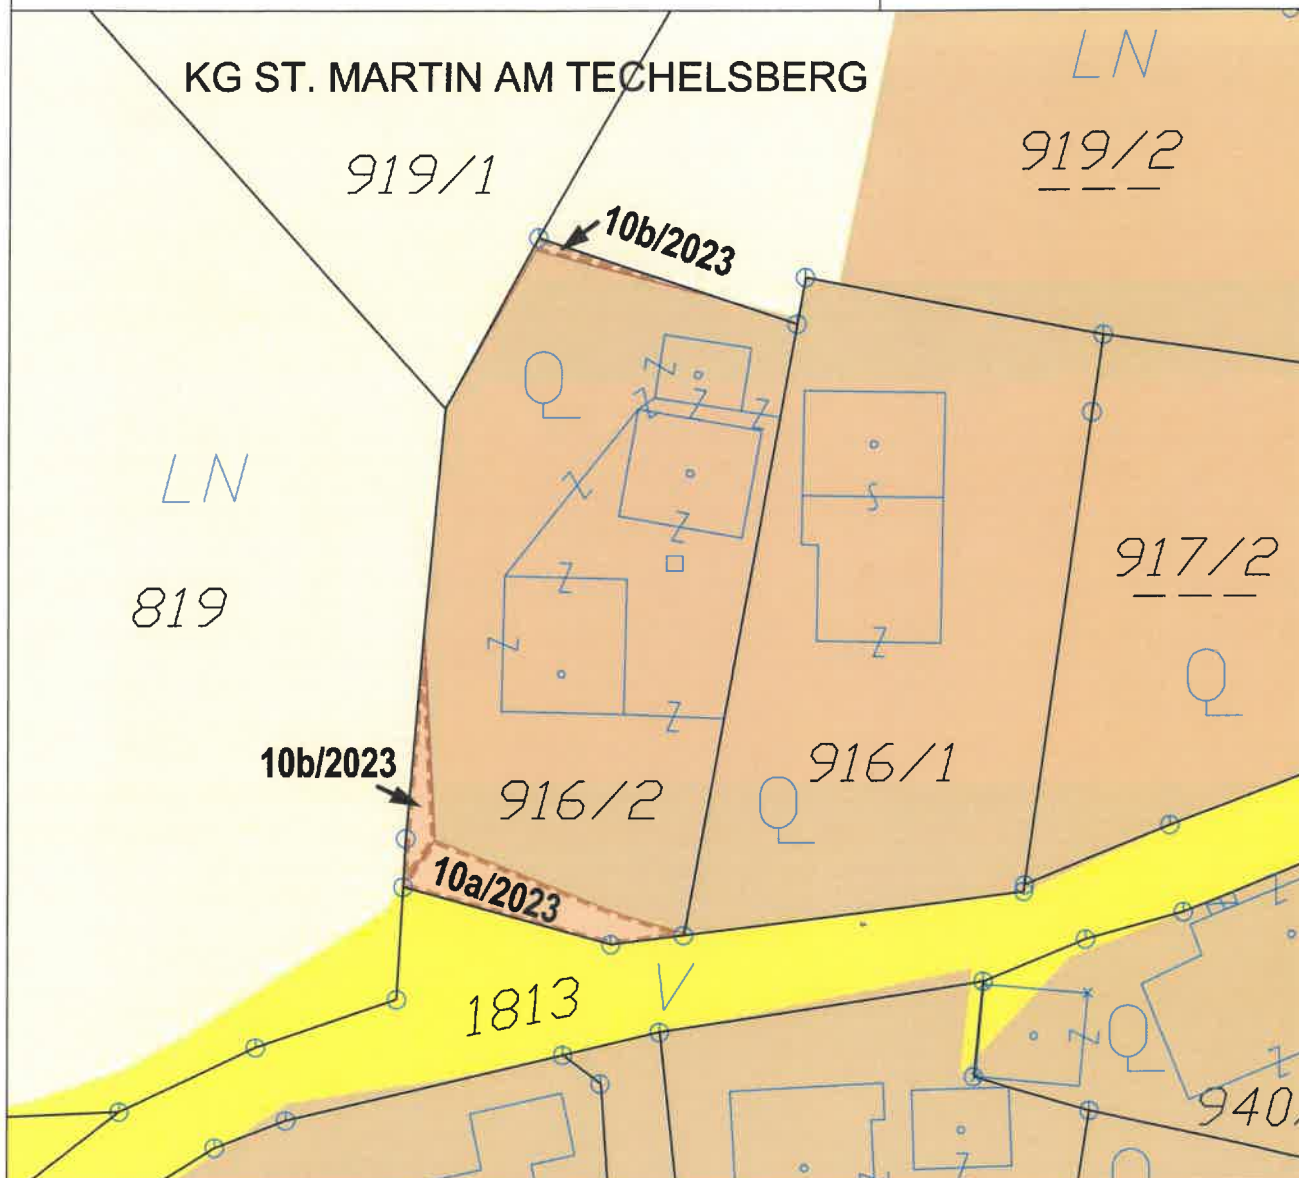 LN
KG ST. MARTIN AM TECHELSBERG
919/2
919/1
10b/2023
LN
917/2
819
10b/2023
916/1
916/2
10a/2023
V
1813
940